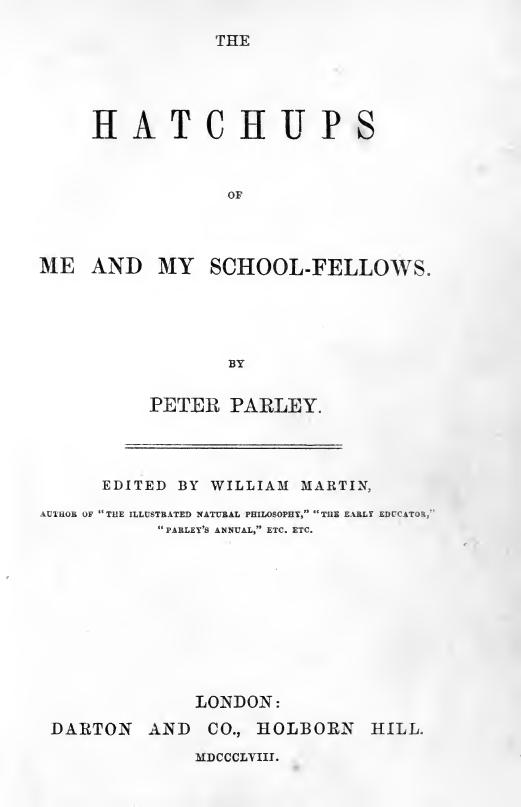 THE
HATCHUPS
OF
ME AND MY SCHOOL-FELLOWS.
BY
PETER PARLEY.
EDITED BY WILLIAM MARTIN,
AUTHOR OF "THE ILLUSTRATED NATURAL PHILOSOPHY," "THE EARLY EDUCATOR,"
"PARLEY'S ANNUAL," ETC. ETC.
LONDON:
DARTON AND CO., HOLBORN HILL.
MDCCCLVIII.